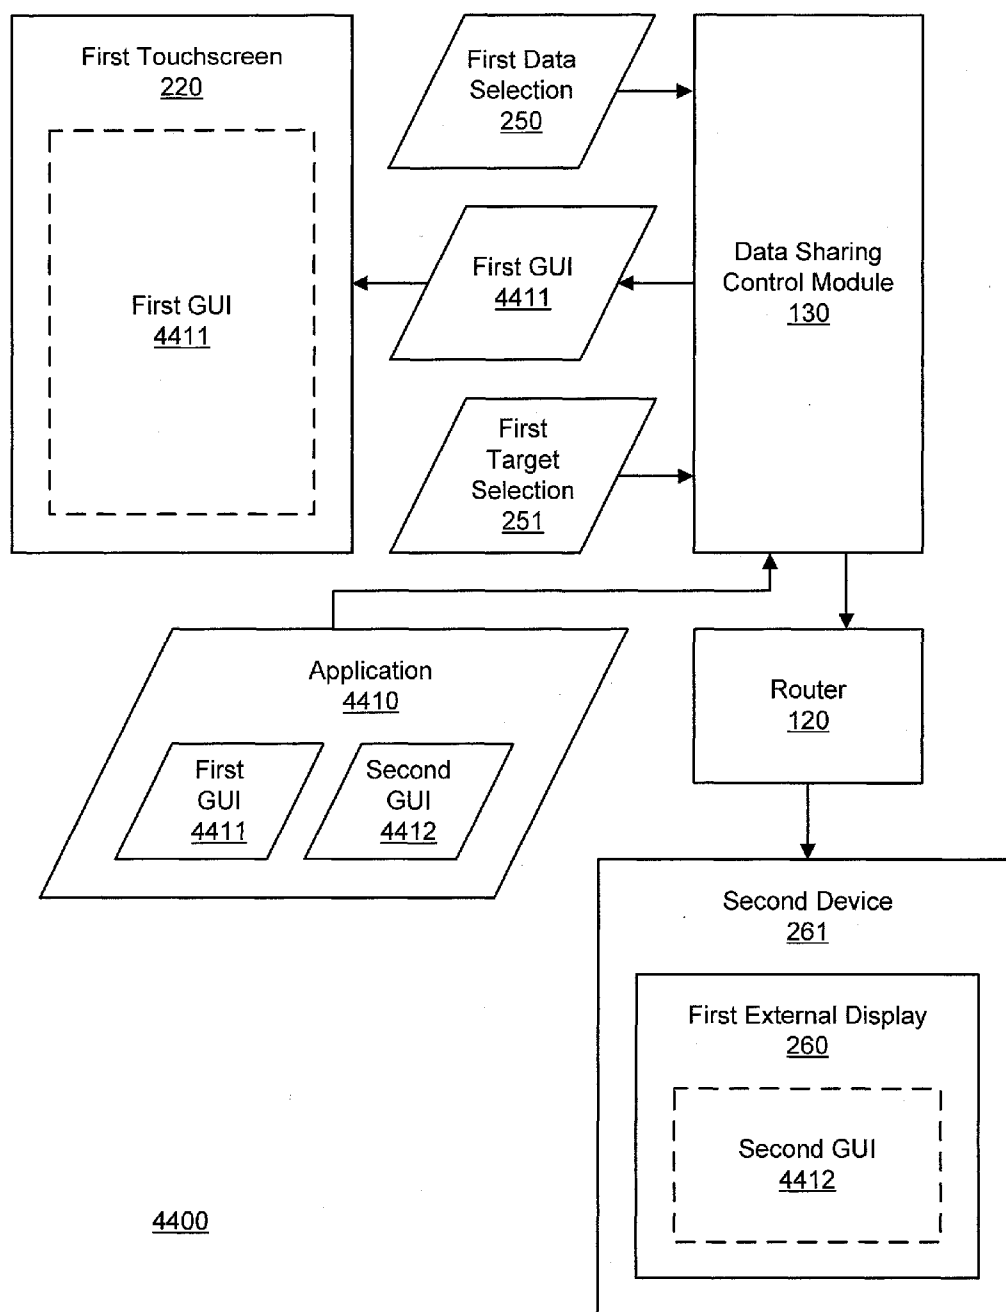 First Touchscreen
220
First GUI
4411
First Data
Selection
250
First GUI
4411
First
Target
Selection
251
Data Sharing
Control Module
130
Application
4410
First
GUI
4411
Second
GUI
4412
Router
120
Second Device
261
First External Display
260
Second GUI
4412
4400